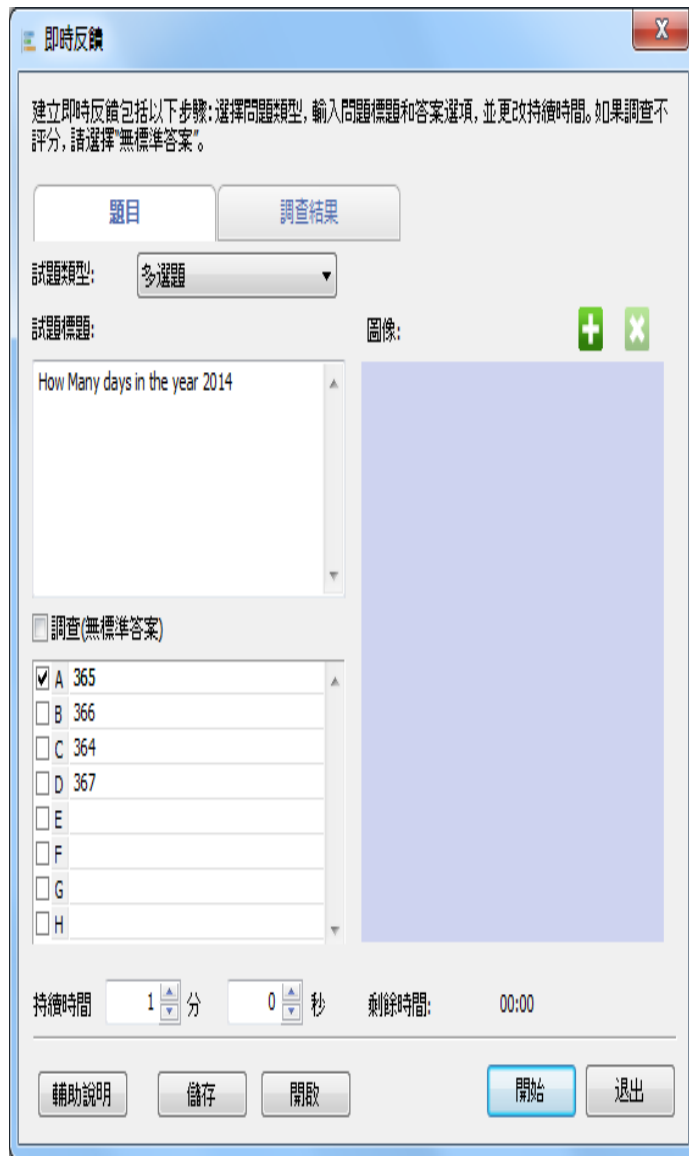 即時反饋
建立即時反饋包括以下步驟:選擇問題類型,輸入問題標題和答案選項,並更改持續時間。如果調查不
評分,請選擇"無標準答案"。
題目 調查結果
試題類型: 多選題
試題標題: 圖像:
How Many days in the year 2014
調查(無標準答案)
A 365
B 366
C 364
D 367
E
F
G
H
持續時間 1 分 0 秒 剩餘時間: 00:00
輔助說明 儲存 開啟 開始 退出